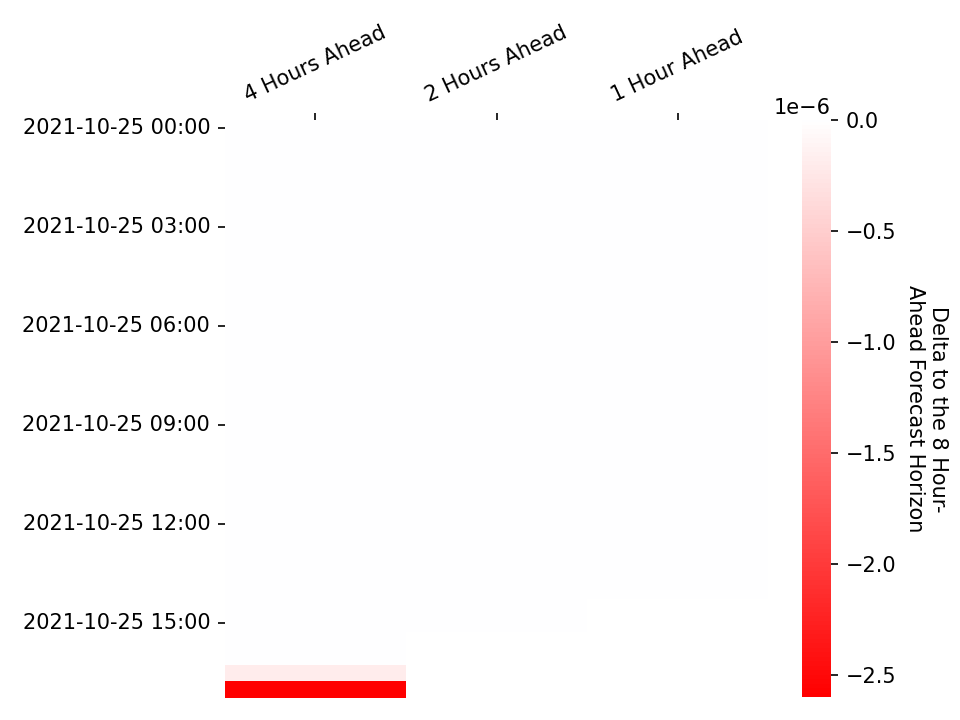 4 Hours Ahead
2 Hours Ahead
1 Hour Ahead
1e−6
2021-10-25 00:00
2021-10-25 03:00
2021-10-25 06:00
2021-10-25 09:00
2021-10-25 12:00
2021-10-25 15:00
0.0
−0.5
−1.0
−1.5
−2.0
−2.5
Delta to the 8 Hour-
Ahead Forecast Horizon